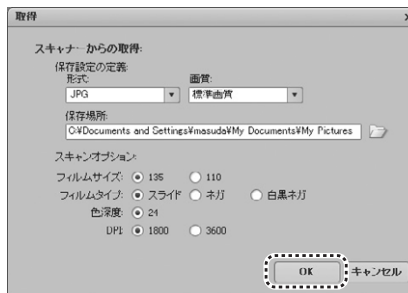 取得
スキャナーからの取得:
保存設定の定義:
形式: 画質:
JPG 標準画質
保存場所:
C:¥Documents and Settings¥masuda¥My Documents¥My Pictures
スキャンオプション:
フィルムサイズ: 135 110
フィルムタイプ: スライド ネガ 白黒ネガ
色深度: 24
DPI: 1800 3600
OK キャンセル